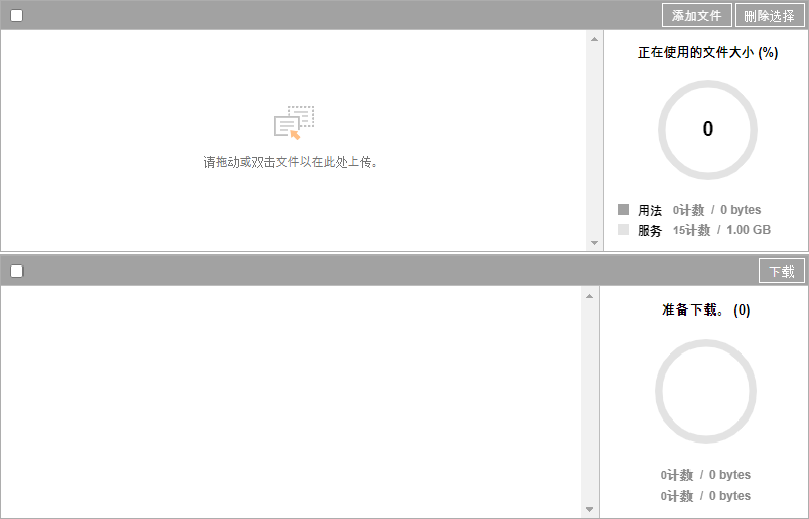 添加文件 删除选择
正在使用的文件大小 (%)
0
请拖动或双击文件以在此处上传。
用法 0计数 / 0 bytes
服务 15计数 / 1.00 GB
下载
准备下载。 (0)
0计数 / 0 bytes
0计数 / 0 bytes